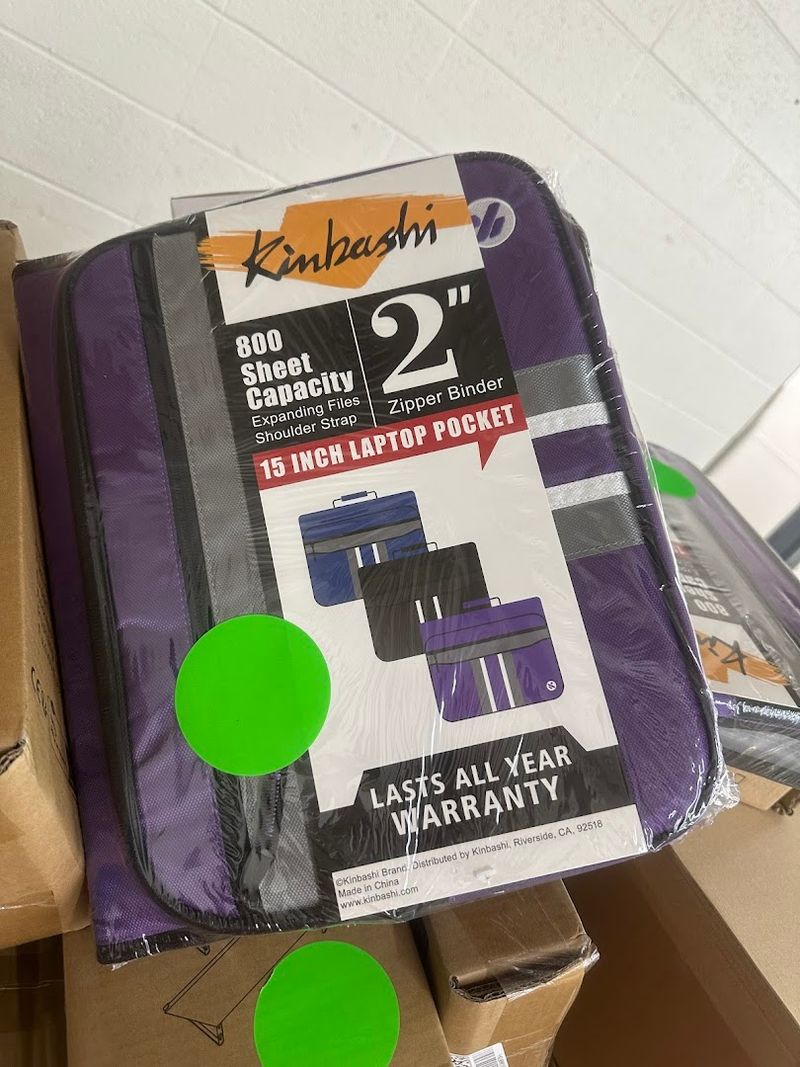 Kinbashi
800
Sheet
Capacity
Expanding Files
Shoulder Strap
2"
Zipper Binder
15 INCH LAPTOP POCKET
LASTS ALL YEAR
WARRANTY
©Kinbashi Brand. Distributed by Kinbashi, Riverside, CA, 92518
Made in China
www.kinbashi.com
800